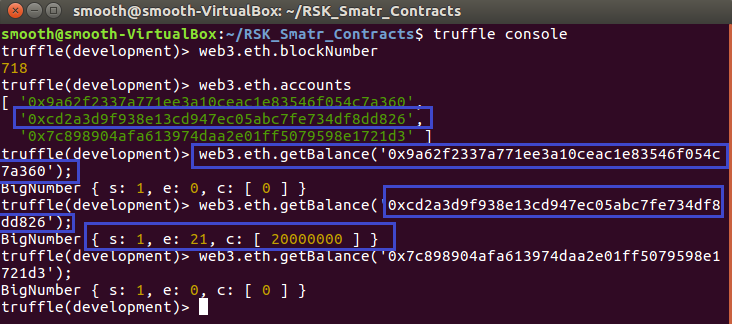 smooth@smooth-VirtualBox: ~/RSK_Smatr_Contracts
smooth@smooth-VirtualBox:~/RSK_Smatr_Contracts$ truffle console
truffle(development)> web3.eth.blockNumber
718
truffle(development)> web3.eth.accounts
[ '0x9a62f2337a771ee3a10ceac1e83546f054c7a360',
'0xcd2a3d9f938e13cd947ec05abc7fe734df8dd826',
'0x7c898904afa613974daa2e01ff5079598e1721d3' ]
truffle(development)> web3.eth.getBalance('0x9a62f2337a771ee3a10ceac1e83546f054c
7a360');
BigNumber { s: 1, e: 0, c: [ 0 ] }
truffle(development)> web3.eth.getBalance('0xcd2a3d9f938e13cd947ec05abc7fe734df8
dd826');
BigNumber { s: 1, e: 21, c: [ 20000000 ] }
truffle(development)> web3.eth.getBalance('0x7c898904afa613974daa2e01ff5079598e1
721d3');
BigNumber { s: 1, e: 0, c: [ 0 ] }
truffle(development)>